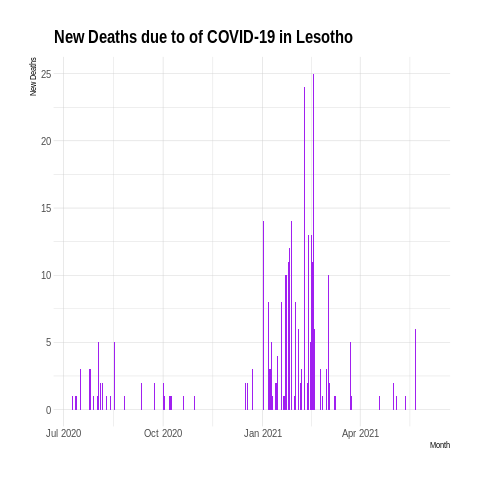 New Deaths due to of COVID-19 in Lesotho
New Deaths
25
20
15
10
5
0
Jul 2020
Oct 2020
Jan 2021
Apr 2021
Month